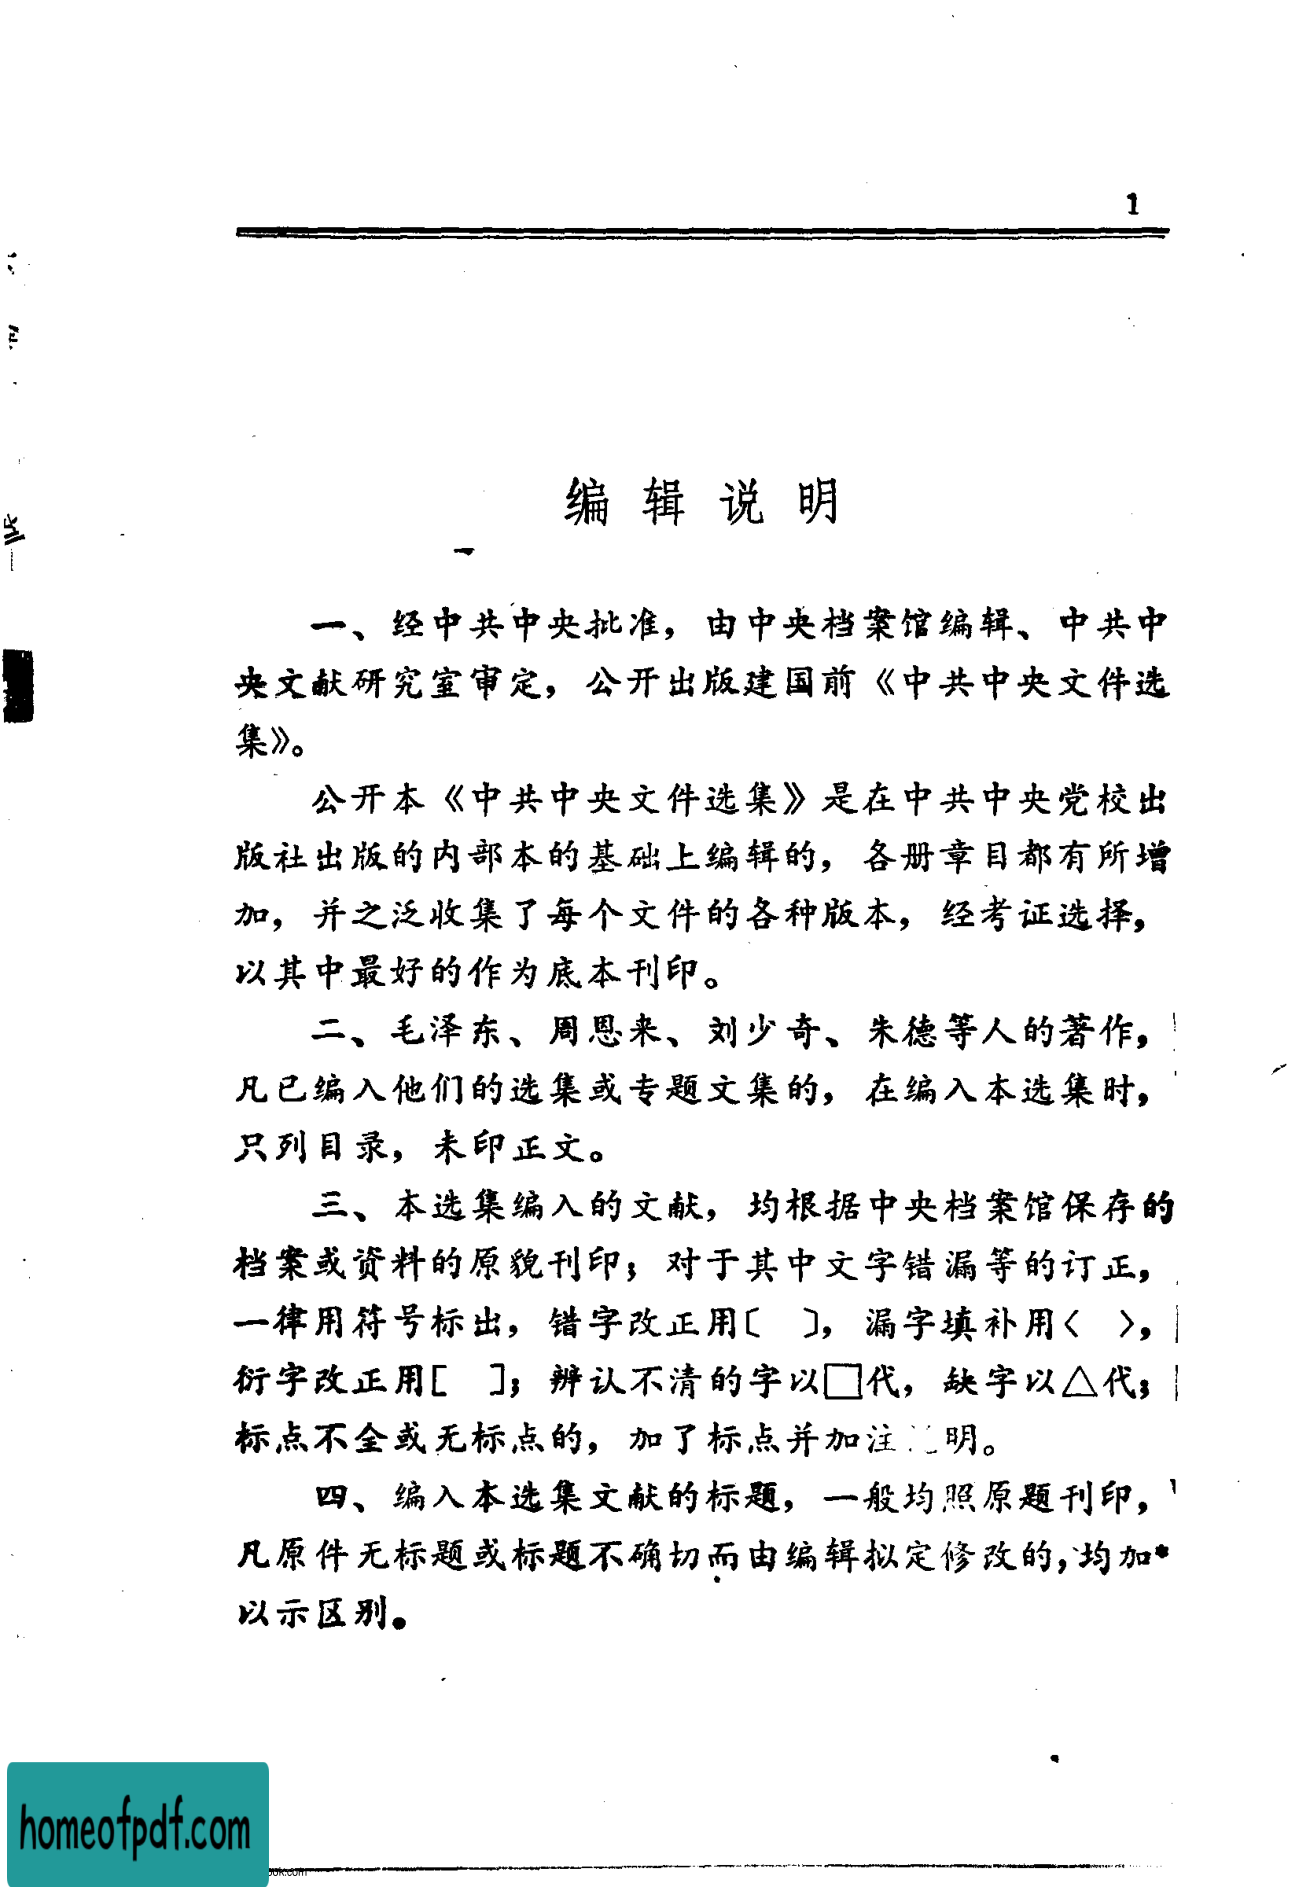 1
编辑说明
一、经中共中央批准，由中央档案馆编辑、中共中
央文献研究室审定，公开出版建国前《中共中央文件选
集》。
公开本《中共中央文件选集》是在中共中央党校出
版社出版的内部本的基础上编辑的，各册章目都有所增
加，并之泛收集了每个文件的各种版本，经考证选择，
以其中最好的作为底本刊印。
二、毛泽东、周恩来、刘少奇、朱德等人的著作，
凡已编入他们的选集或专题文集的，在编入本选集时，
只列目录，未印正文。
三、本选集编入的文献，均根据中央档案馆保存的
档案或资料的原貌刊印；对于其中文字错漏等的订正，
一律用符号标出，错字改正用〔　〕，漏字填补用〈　〉，
衍字改正用［　］；辨认不清的字以□代，缺字以△代；
标点不全或无标点的，加了标点并加注明。
四、编入本选集文献的标题，一般均照原题刊印，
凡原件无标题或标题不确切而由编辑拟定修改的，均加*
以示区别。
homeofpdf.com
ook.com